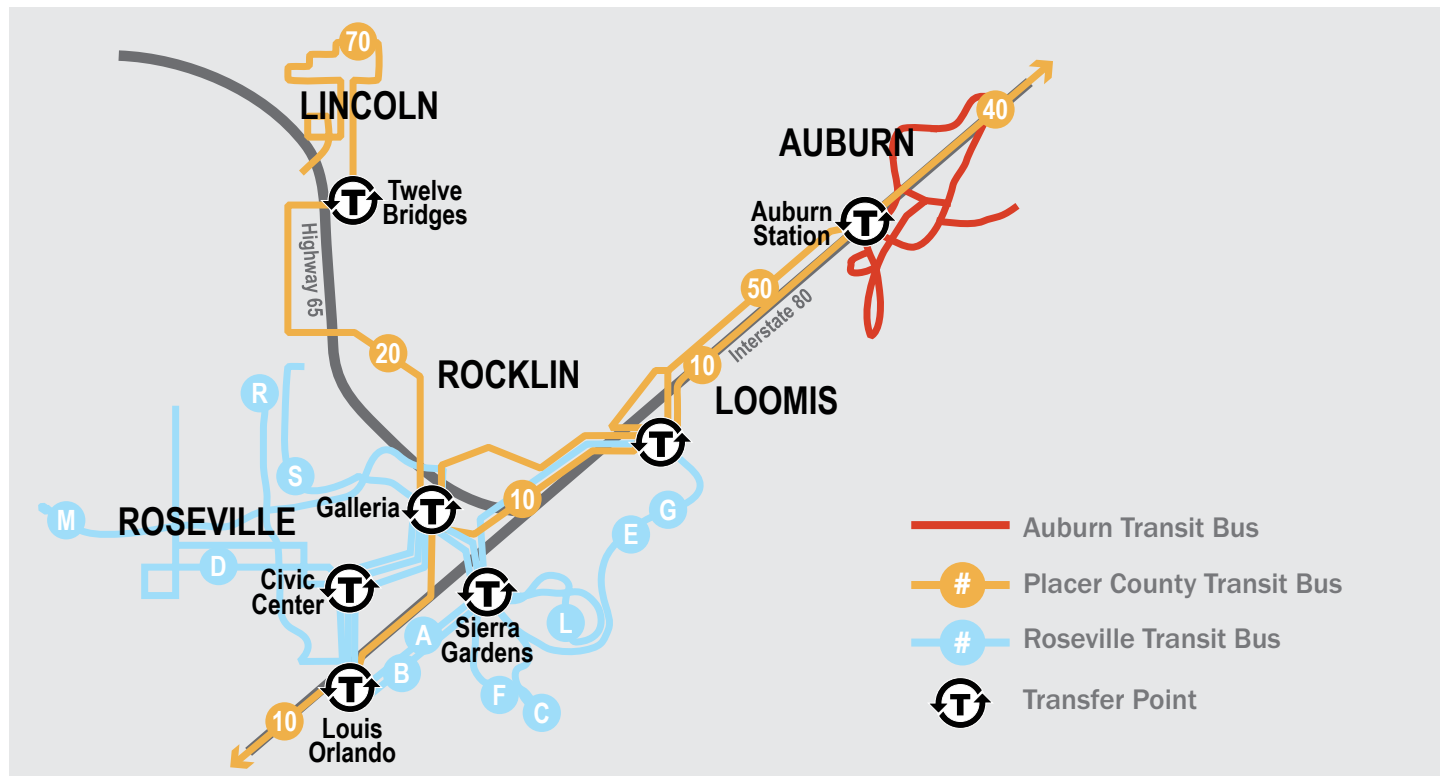 70
LINCOLN
40
AUBURN
Twelve
Bridges
Auburn
Station
T
T
Highway 65
50
Interstate 80
20
10
ROCKLIN
LOOMIS
R
T
S
10
Galleria
T
M
ROSEVILLE
G
E
D
Civic
Center
T
T
L
A
Sierra
Gardens
B
T
F
C
10
Louis
Orlando
Auburn Transit Bus
# Placer County Transit Bus
# Roseville Transit Bus
T Transfer Point